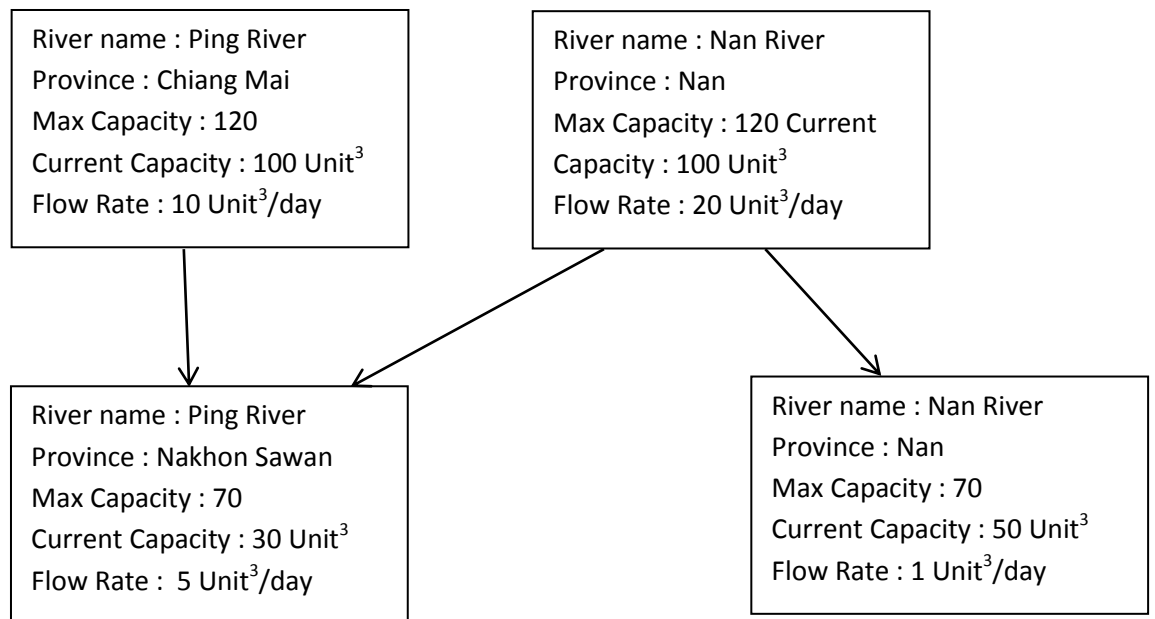 River name : Ping River
Province : Chiang Mai
Max Capacity : 120
Current Capacity : 100 Unit³
Flow Rate : 10 Unit³/day
River name : Nan River
Province : Nan
Max Capacity : 120 Current
Capacity : 100 Unit³
Flow Rate : 20 Unit³/day
River name : Ping River
Province : Nakhon Sawan
Max Capacity : 70
Current Capacity : 30 Unit³
Flow Rate :  5 Unit³/day
River name : Nan River
Province : Nan
Max Capacity : 70
Current Capacity : 50 Unit³
Flow Rate : 1 Unit³/day